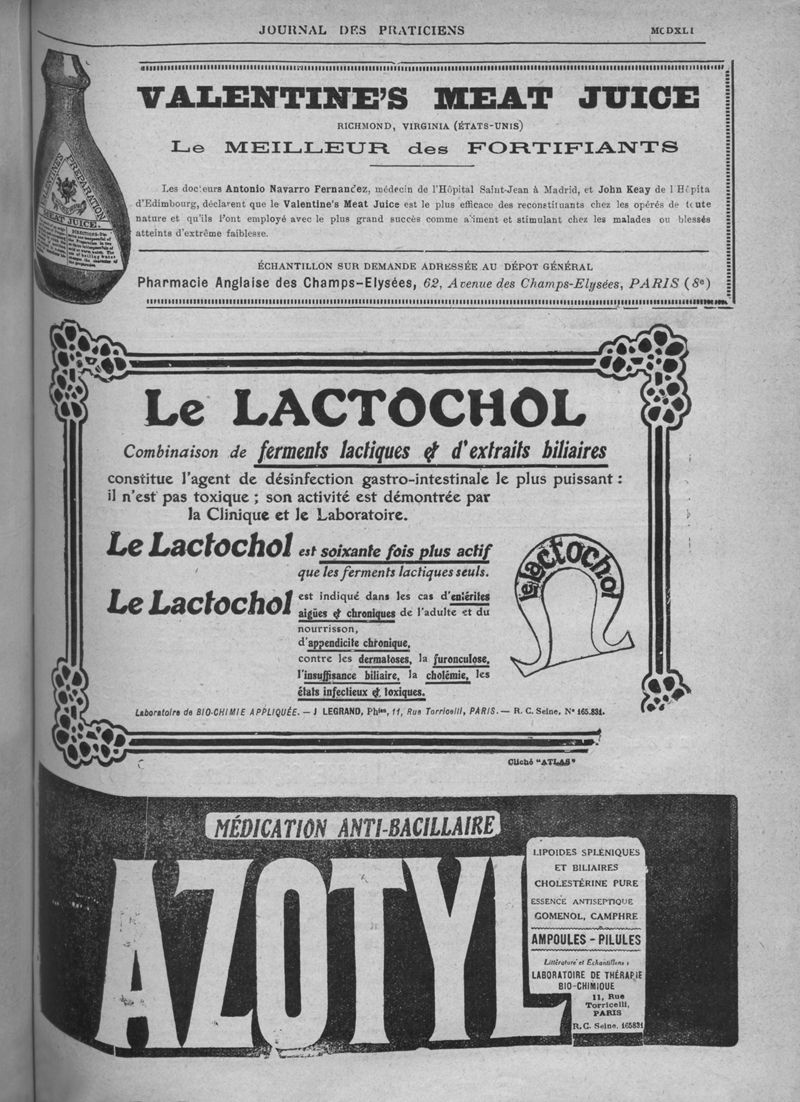 JOURNAL DES PRATICIENS
MCDXLI
VALENTINE'S MEAT JUICE
RICHMOND, VIRGINIA (ÉTATS-UNIS)
Le MEILLEUR des FORTIFIANTS
Les docteurs Antonio Navarro Fernandez, médecin de l'Hôpital Saint-Jean à Madrid, et John Keay de l Hôpita
d'Edimbourg, déclarent que le Valentine's Meat Juice est le plus efficace des reconstituants chez les opérés de toute
nature et qu'ils l'ont employé avec le plus grand succès comme aliment et stimulant chez les malades ou blessés
atteints d'extrême faiblesse.
ÉCHANTILLON SUR DEMANDE ADRESSÉE AU DÉPOT GÉNÉRAL
Pharmacie Anglaise des Champs-Elysées, 62, Avenue des Champs-Elysées, PARIS (8e)
VALENTINE'S
PREPARATION
MEAT JUICE.
Le LACTOCHOL
Combinaison de ferments lactiques & d'extraits biliaires
constitue l'agent de désinfection gastro-intestinale le plus puissant :
il n'est pas toxique ; son activité est démontrée par
la Clinique et le Laboratoire.
Le Lactochol est soixante fois plus actif
que les ferments lactiques seuls.
Le Lactochol est indiqué dans les cas d'entérites
aigües & chroniques de l'adulte et du
nourrisson,
d'appendicite chronique,
contre les dermatoses, la furonculose,
l'insuffisance biliaire, la cholémie, les
états infectieux & toxiques.
le lactochol
Laboratoire de BIO-CHIMIE APPLIQUÉE. — J LEGRAND, Phien, 11, Rue Torricelli, PARIS. — R. C. Seine, No 165.831.
Cliché "ATLAS"
MÉDICATION ANTI-BACILLAIRE
AZOTYL
LIPOIDES SPLÉNIQUES
ET BILIAIRES
CHOLESTÉRINE PURE
ESSENCE ANTISEPTIQUE
GOMENOL, CAMPHRE
AMPOULES - PILULES
Littérature et Echantillons :
LABORATOIRE DE THÉRAPIE
BIO-CHIMIQUE
11, Rue
Torricelli,
PARIS
R.C. Seine, 165831